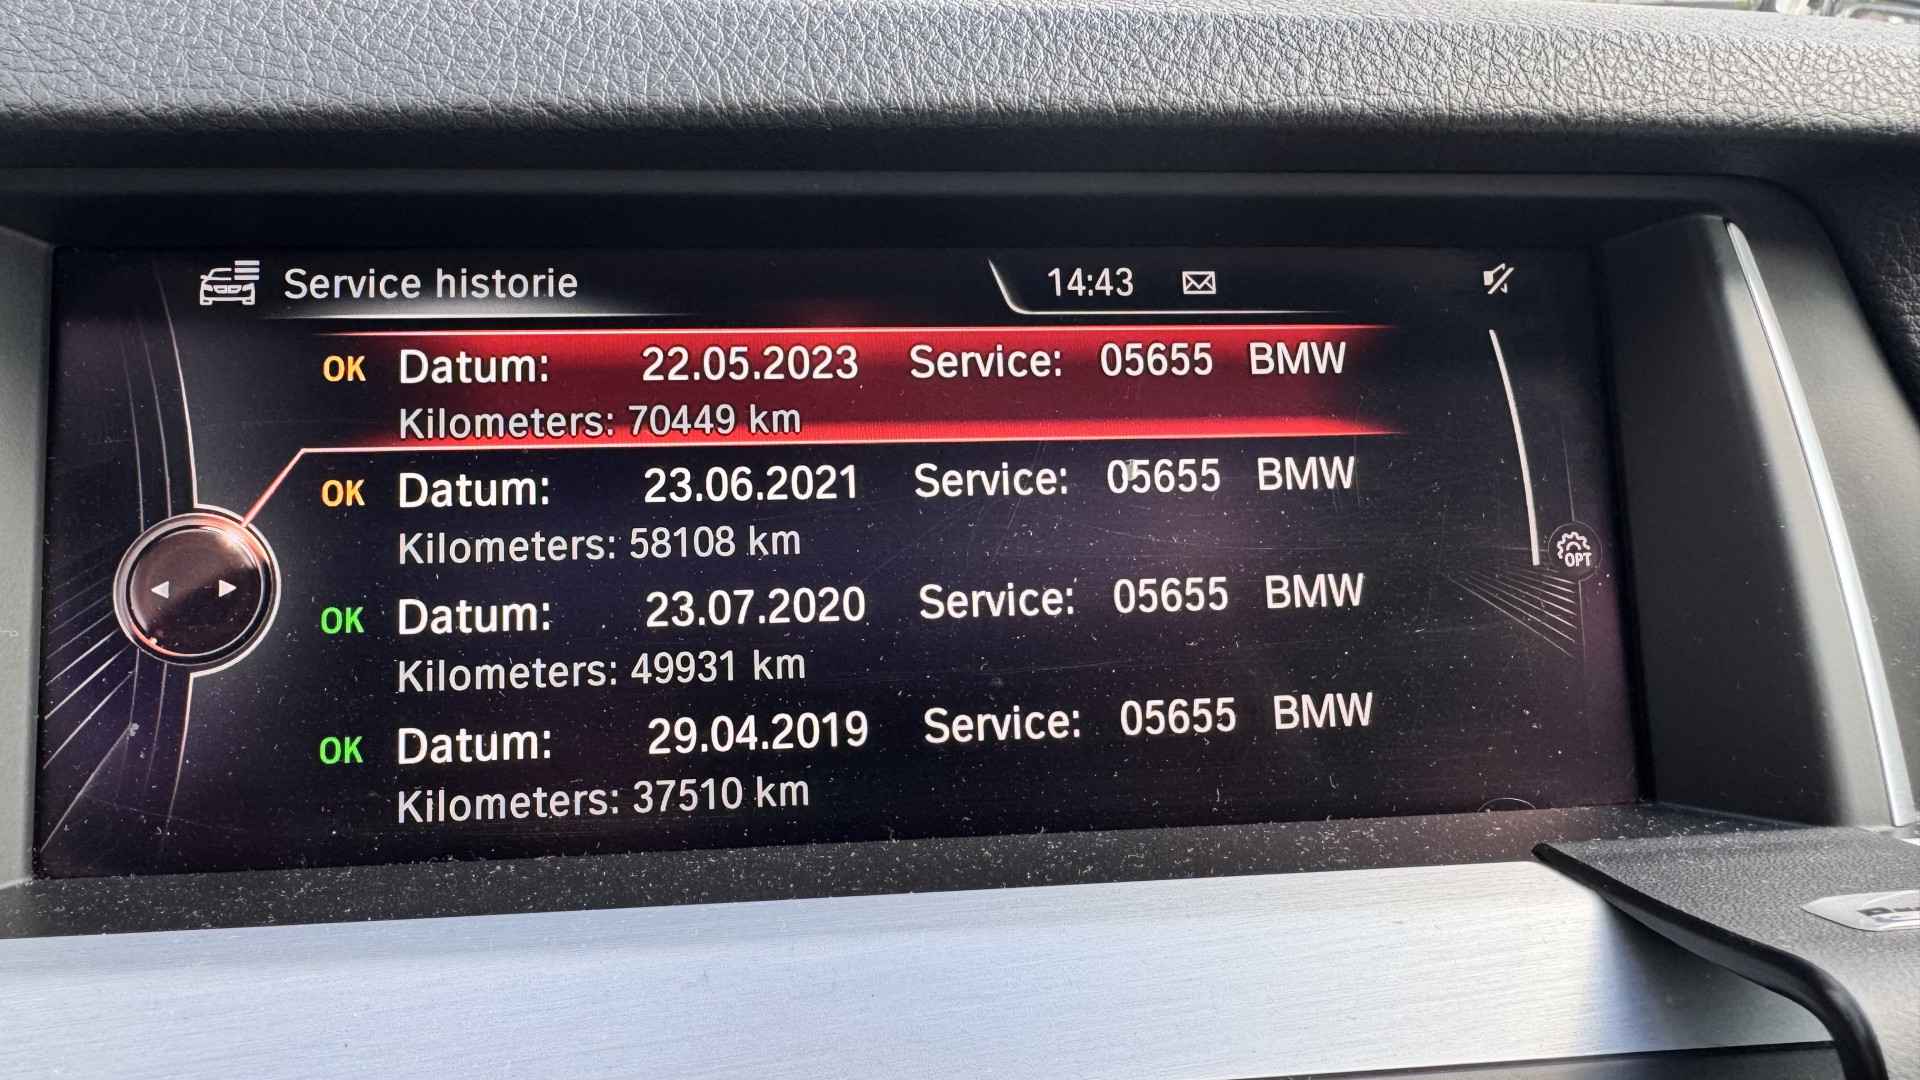 Service historie 14:43
OK Datum: 22.05.2023 Service: 05655 BMW
Kilometers: 70449 km
OK Datum: 23.06.2021 Service: 05655 BMW
Kilometers: 58108 km
OPT
OK Datum: 23.07.2020 Service: 05655 BMW
Kilometers: 49931 km
OK Datum: 29.04.2019 Service: 05655 BMW
Kilometers: 37510 km